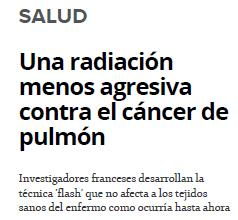 SALUD
Una radiación
menos agresiva
contra el cáncer de
pulmón
Investigadores franceses desarrollan la
técnica 'flash' que no afecta a los tejidos
sanos del enfermo como ocurría hasta ahora